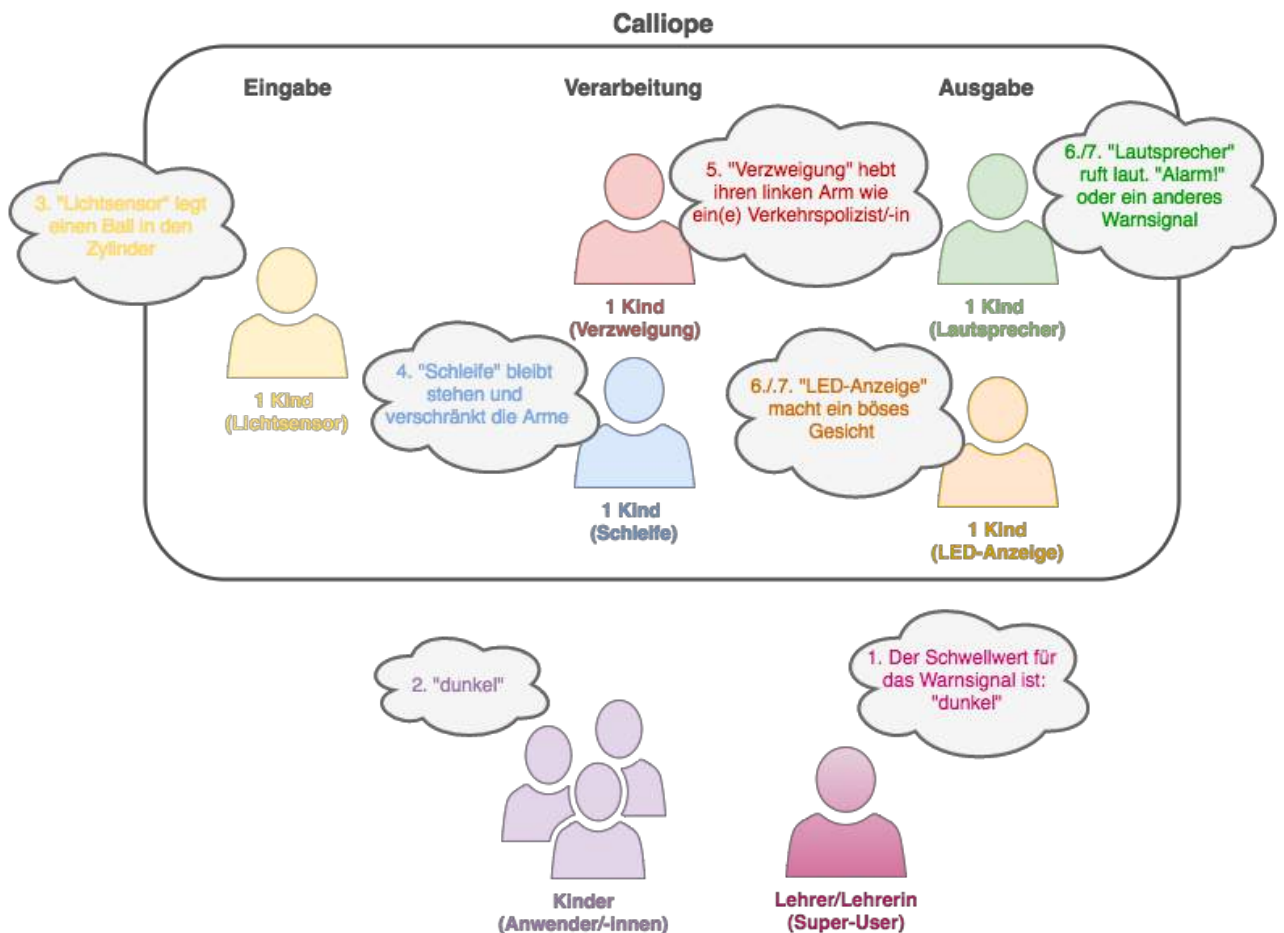 Calliope
Eingabe
Verarbeitung
Ausgabe
3. "Lichtsensor" legt
einen Ball in den
Zylinder
5. "Verzweigung" hebt
ihren linken Arm wie
ein(e) Verkehrspolizist/-in
6./7. "Lautsprecher"
ruft laut. "Alarm!"
oder ein anderes
Warnsignal
1 Kind
(Lichtsensor)
1 Kind
(Verzweigung)
1 Kind
(Lautsprecher)
4. "Schleife" bleibt
stehen und
verschränkt die Arme
6./.7. "LED-Anzeige"
macht ein böses
Gesicht
1 Kind
(Schleife)
1 Kind
(LED-Anzeige)
2. "dunkel"
1. Der Schwellwert für
das Warnsignal ist:
"dunkel"
Kinder
(Anwender/-innen)
Lehrer/Lehrerin
(Super-User)